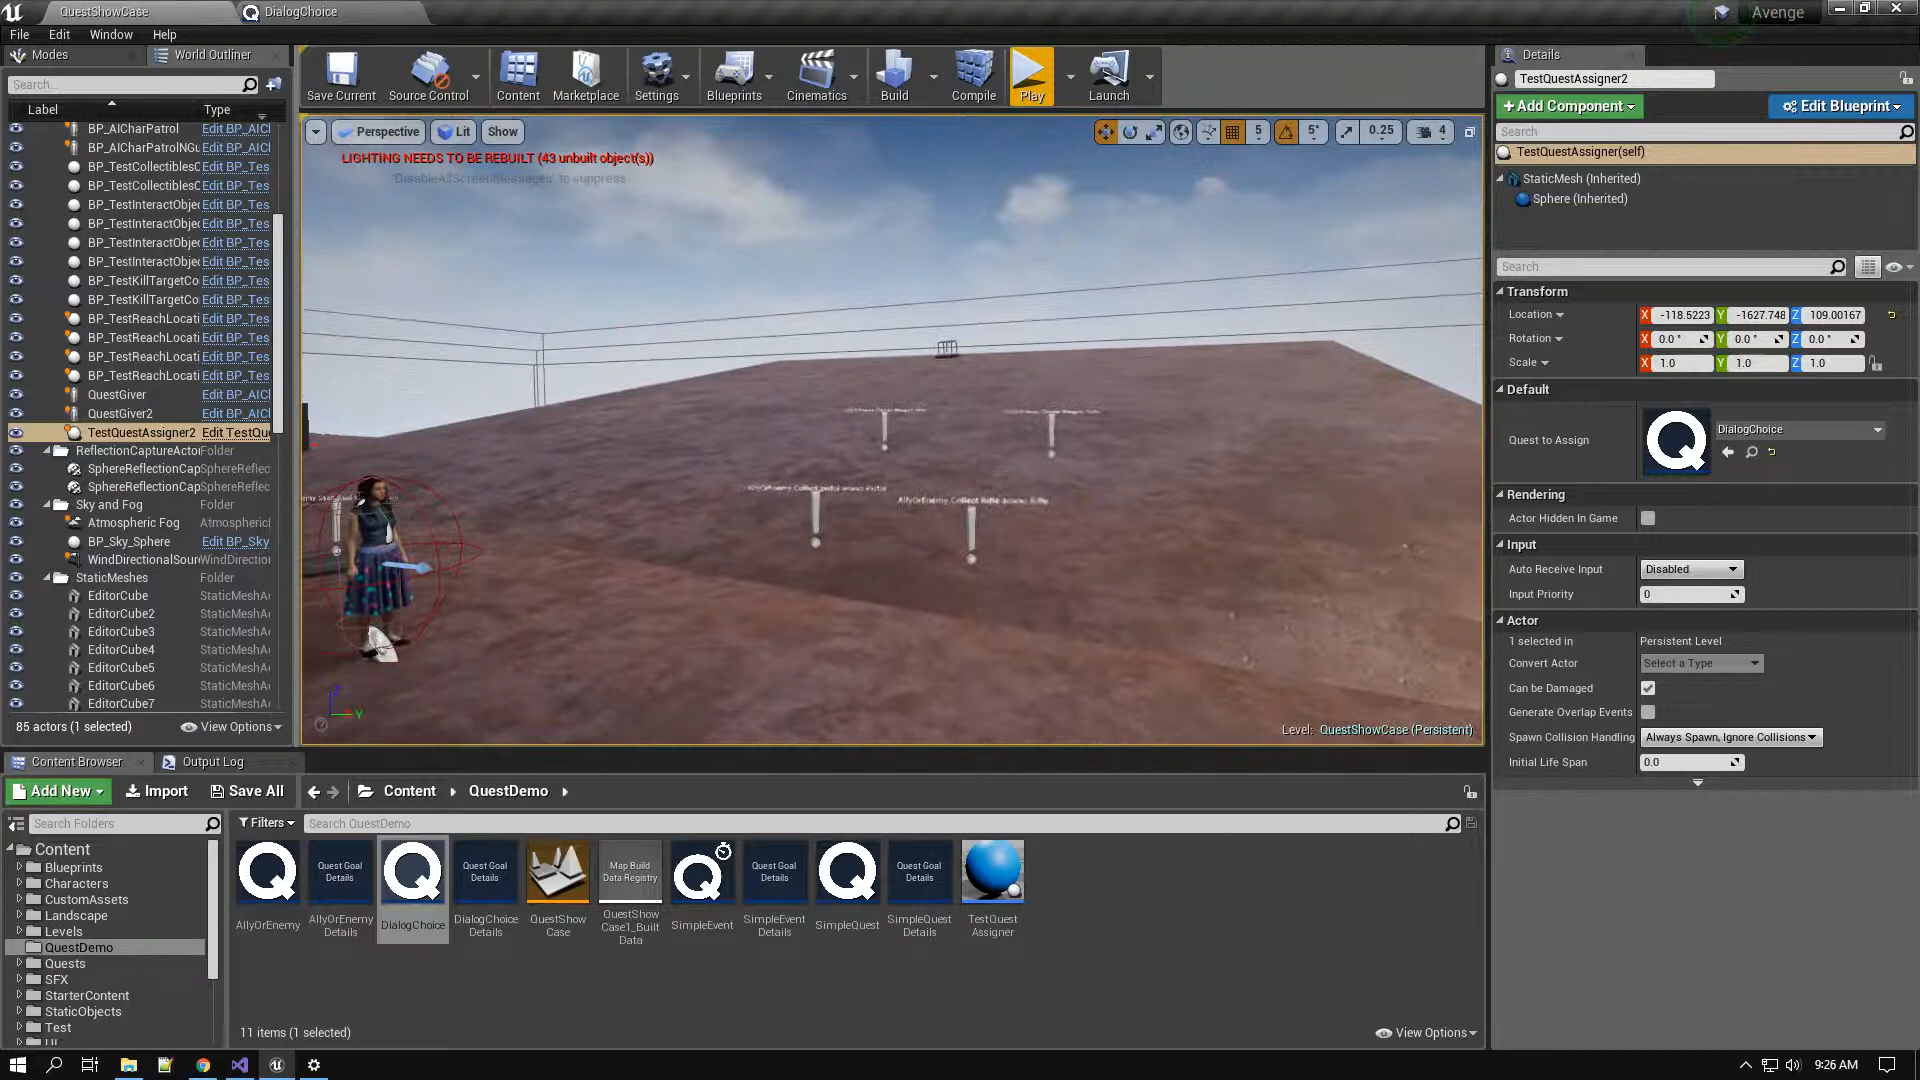 QuestShowCase
DialogChoice
Avenge
File Edit Window Help
Modes
World Outliner
Search...
Label Type
BP_AICharPatrol Edit BP_AICl
BP_AICharPatrolNGu Edit BP_AICl
BP_TestCollectiblesC Edit BP_Tes
BP_TestCollectiblesC Edit BP_Tes
BP_TestInteractObjec Edit BP_Tes
BP_TestInteractObjec Edit BP_Tes
BP_TestInteractObjec Edit BP_Tes
BP_TestInteractObjec Edit BP_Tes
BP_TestKillTargetCo Edit BP_Tes
BP_TestKillTargetCo Edit BP_Tes
BP_TestReachLocati Edit BP_Tes
BP_TestReachLocati Edit BP_Tes
BP_TestReachLocati Edit BP_Tes
BP_TestReachLocati Edit BP_Tes
QuestGiver Edit BP_AICl
QuestGiver2 Edit BP_AICl
TestQuestAssigner2 Edit TestQu
ReflectionCaptureActor Folder
SphereReflectionCap SphereReflec
SphereReflectionCap SphereReflec
Sky and Fog Folder
Atmospheric Fog Atmospheric
BP_Sky_Sphere Edit BP_Sky
WindDirectionalSour WindDirection
StaticMeshes Folder
EditorCube StaticMeshA
EditorCube2 StaticMeshA
EditorCube3 StaticMeshA
EditorCube4 StaticMeshA
EditorCube5 StaticMeshA
EditorCube6 StaticMeshA
EditorCube7 StaticMeshA
85 actors (1 selected) View Options
Save Current Source Control Content Marketplace Settings Blueprints Cinematics Build Compile Play Launch
Perspective Lit Show
5 5° 0.25 4
LIGHTING NEEDS TO BE REBUILT (43 unbuilt object(s))
'DisableAllScreenMessages' to suppress
AllyOrEnemy Collect
AllyOrEnemy Collect Rifle
Y
Level: QuestShowCase (Persistent)
Details
TestQuestAssigner2
+Add Component
Edit Blueprint
Search
TestQuestAssigner(self)
StaticMesh (Inherited)
Sphere (Inherited)
Search
Transform
Location X -118.5223 Y -1627.748 Z 109.00167
Rotation X 0.0 ° Y 0.0 ° Z 0.0 °
Scale X 1.0 Y 1.0 Z 1.0
Default
Quest to Assign
DialogChoice
Rendering
Actor Hidden In Game
Input
Auto Receive Input Disabled
Input Priority 0
Actor
1 selected in Persistent Level
Convert Actor Select a Type
Can be Damaged
Generate Overlap Events
Spawn Collision Handling Always Spawn, Ignore Collisions
Initial Life Span 0.0
Content Browser
Output Log
Add New Import Save All Content QuestDemo
Search Folders
Filters Search QuestDemo
Content
Blueprints
Characters
CustomAssets
Landscape
Levels
QuestDemo
Quests
SFX
StarterContent
StaticObjects
Test
UI
AllyOrEnemy
Quest Goal
Details
AllyOrEnemy
Details
DialogChoice
Quest Goal
Details
DialogChoice
Details
QuestShow
Case
Map Build
Data Registry
QuestShow
Case1_Built
Data
SimpleEvent
Quest Goal
Details
SimpleEvent
Details
SimpleQuest
Quest Goal
Details
SimpleQuest
Details
TestQuest
Assigner
11 items (1 selected) View Options
9:26 AM